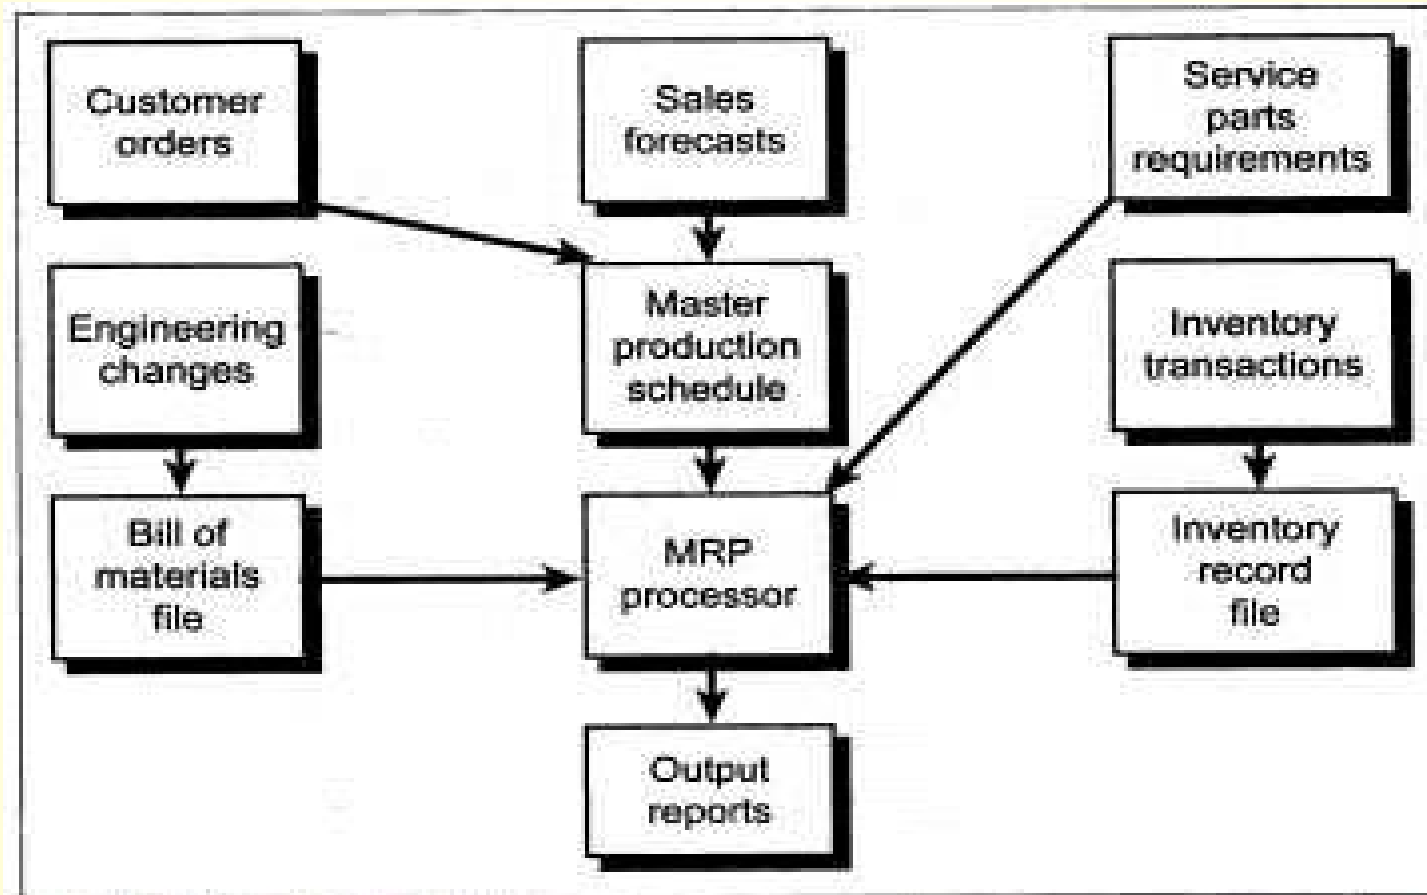 Customer
orders
Sales
forecasts
Service
parts
requirements
Engineering
changes
Master
production
schedule
Inventory
transactions
Bill of
materials
file
MRP
processor
Inventory
record
file
Output
reports